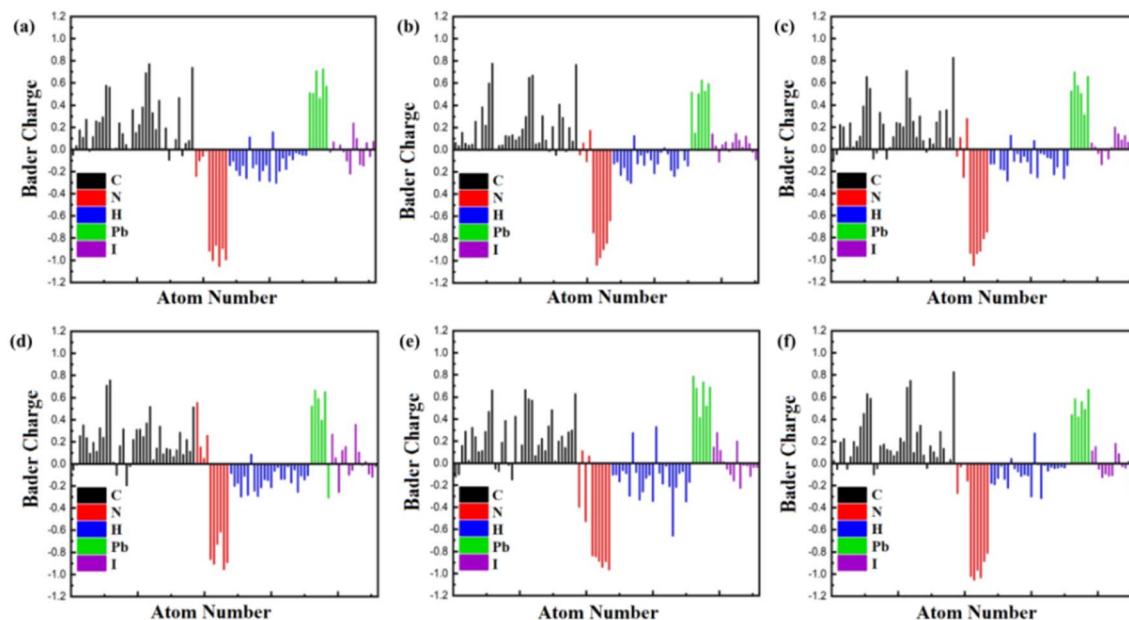 (a)
1.2
1.0
0.8
0.6
0.4
0.2
0.0
-0.2
-0.4
-0.6
-0.8
-1.0
-1.2
Bader Charge
C
N
H
Pb
I
Atom Number
(b)
1.2
1.0
0.8
0.6
0.4
0.2
0.0
-0.2
-0.4
-0.6
-0.8
-1.0
-1.2
Bader Charge
C
N
H
Pb
I
Atom Number
(c)
1.2
1.0
0.8
0.6
0.4
0.2
0.0
-0.2
-0.4
-0.6
-0.8
-1.0
-1.2
Bader Charge
C
N
H
Pb
I
Atom Number
(d)
1.2
1.0
0.8
0.6
0.4
0.2
0.0
-0.2
-0.4
-0.6
-0.8
-1.0
-1.2
Bader Charge
C
N
H
Pb
I
Atom Number
(e)
1.2
1.0
0.8
0.6
0.4
0.2
0.0
-0.2
-0.4
-0.6
-0.8
-1.0
-1.2
Bader Charge
C
N
H
Pb
I
Atom Number
(f)
1.2
1.0
0.8
0.6
0.4
0.2
0.0
-0.2
-0.4
-0.6
-0.8
-1.0
-1.2
Bader Charge
C
N
H
Pb
I
Atom Number